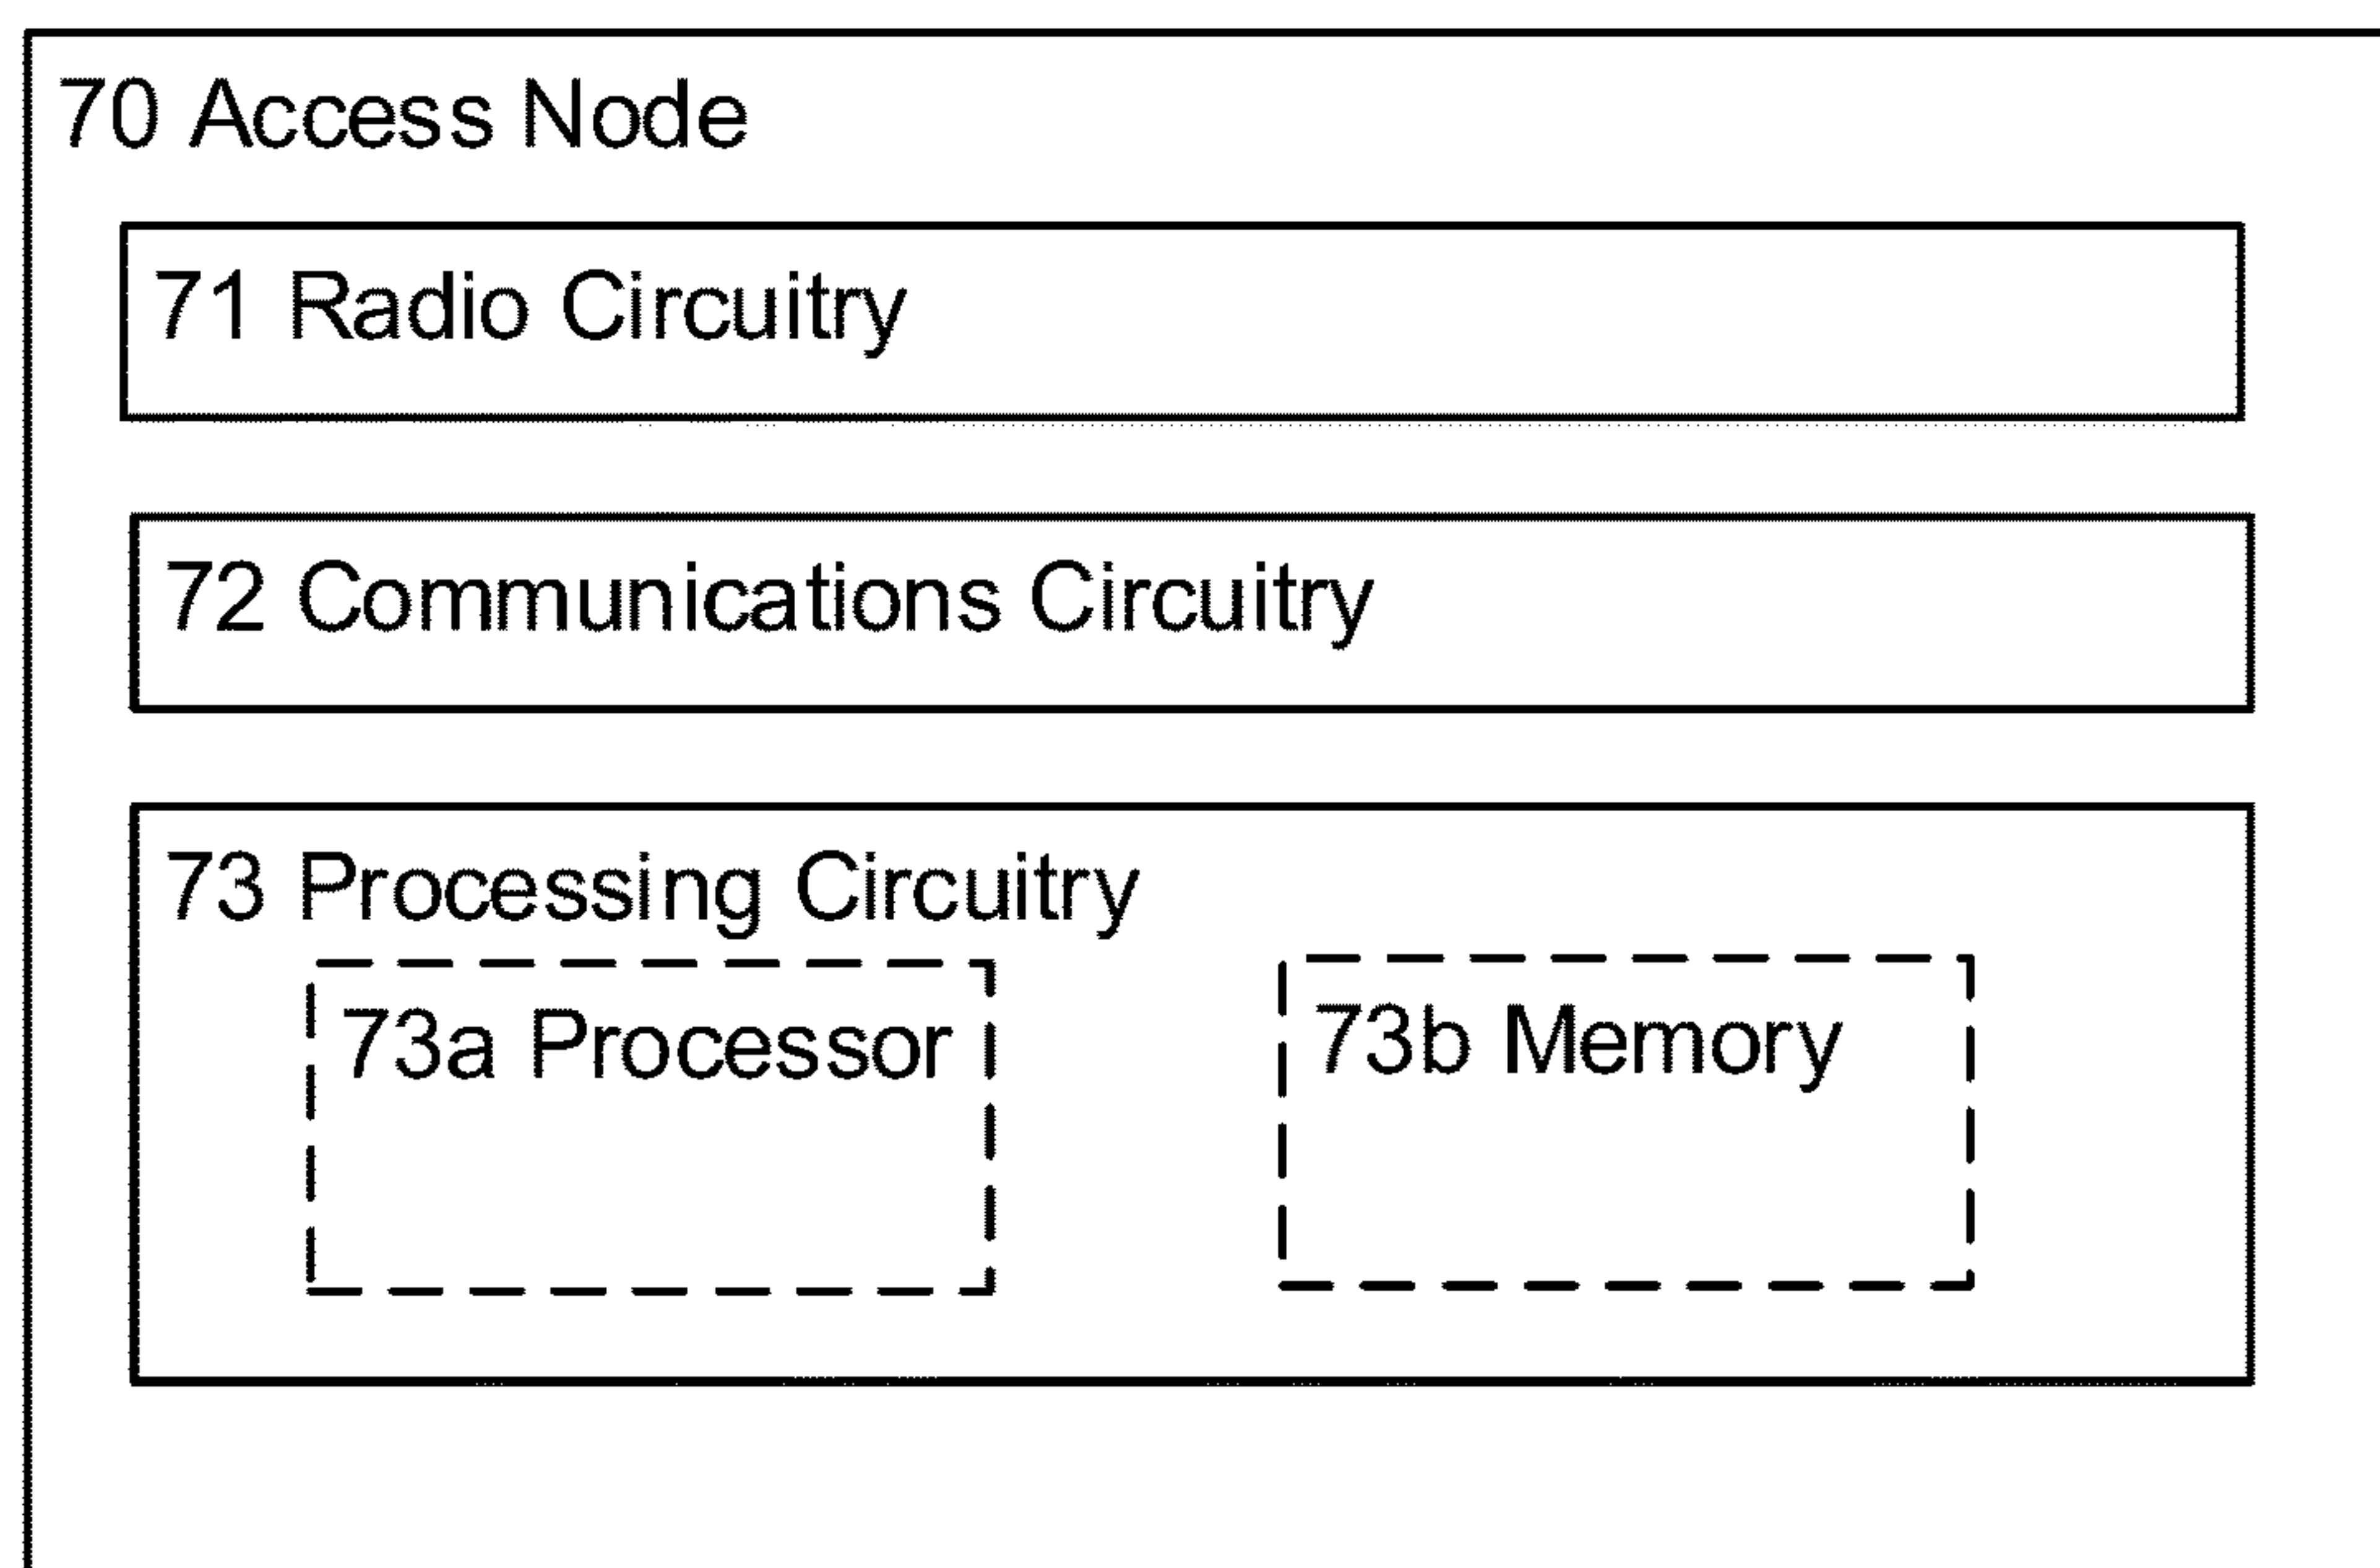 70 Access Node
71 Radio Circuitry
72 Communications Circuitry
73 Processing Circuitry
73a Processor
73b Memory